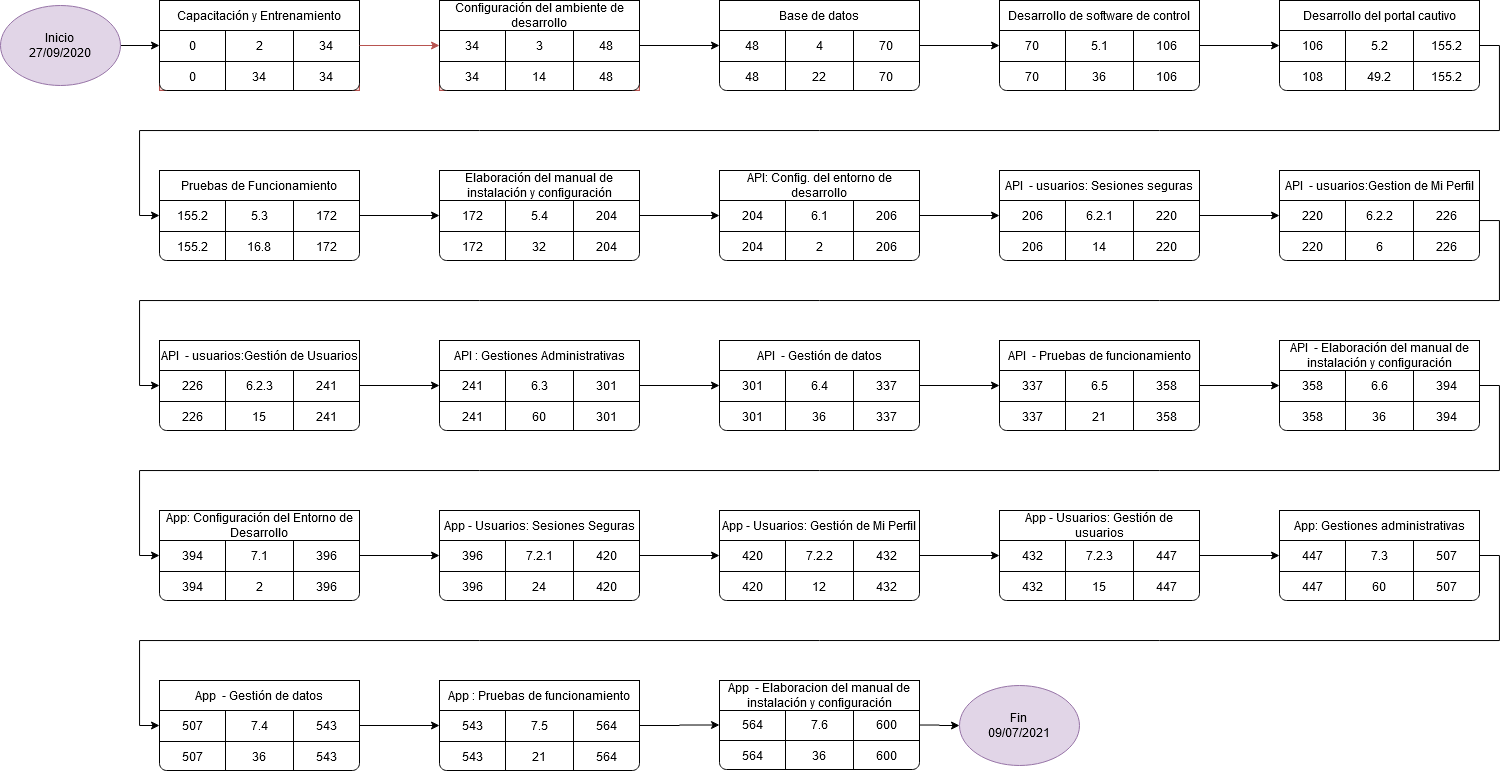 Inicio
27/09/2020
Capacitación y Entrenamiento
0 2 34
0 34 34
Configuración del ambiente de
desarrollo
34 3 48
34 14 48
Base de datos
48 4 70
48 22 70
Desarrollo de software de control
70 5.1 106
70 36 106
Desarrollo del portal cautivo
106 5.2 155.2
108 49.2 155.2
Pruebas de Funcionamiento
155.2 5.3 172
155.2 16.8 172
Elaboración del manual de
instalación y configuración
172 5.4 204
172 32 204
API: Config. del entorno de
desarrollo
204 6.1 206
204 2 206
API - usuarios: Sesiones seguras
206 6.2.1 220
206 14 220
API - usuarios:Gestion de Mi Perfil
220 6.2.2 226
220 6 226
API - usuarios:Gestión de Usuarios
226 6.2.3 241
226 15 241
API : Gestiones Administrativas
241 6.3 301
241 60 301
API - Gestión de datos
301 6.4 337
301 36 337
API - Pruebas de funcionamiento
337 6.5 358
337 21 358
API - Elaboración del manual de
instalación y configuración
358 6.6 394
358 36 394
App: Configuración del Entorno de
Desarrollo
394 7.1 396
394 2 396
App - Usuarios: Sesiones Seguras
396 7.2.1 420
396 24 420
App - Usuarios: Gestión de Mi Perfil
420 7.2.2 432
420 12 432
App - Usuarios: Gestión de
usuarios
432 7.2.3 447
432 15 447
App: Gestiones administrativas
447 7.3 507
447 60 507
App - Gestión de datos
507 7.4 543
507 36 543
App : Pruebas de funcionamiento
543 7.5 564
543 21 564
App - Elaboracion del manual de
instalación y configuración
564 7.6 600
564 36 600
Fin
09/07/2021